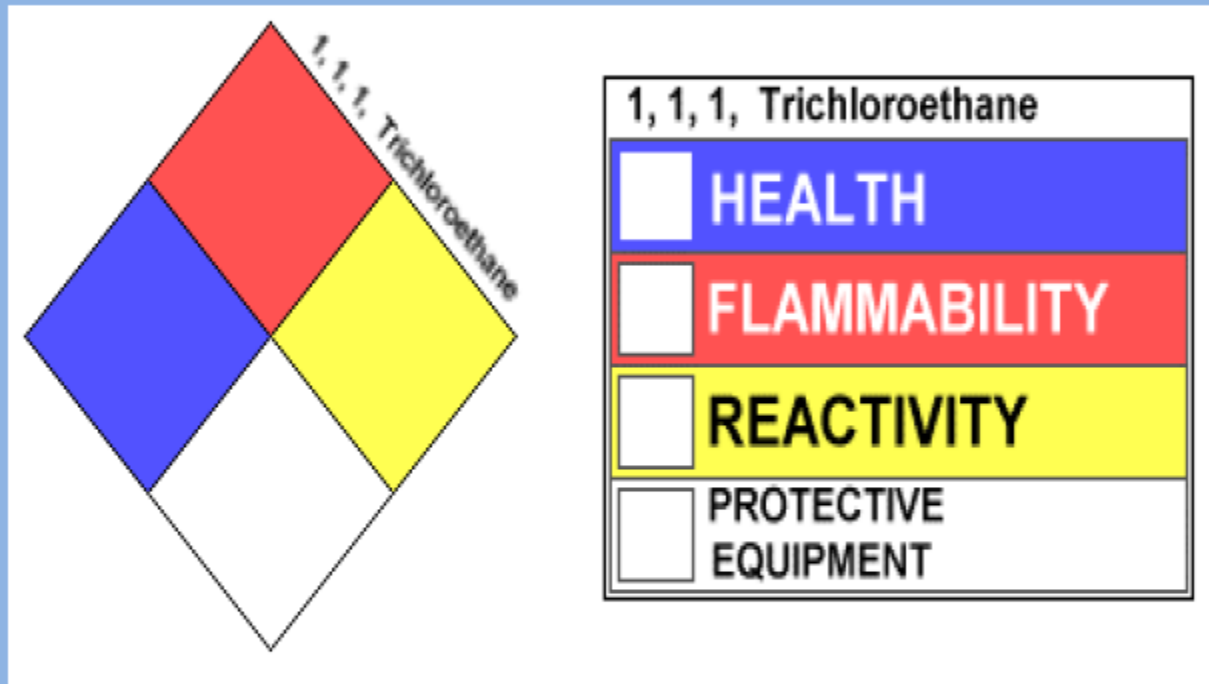 1, 1, 1, Trichloroethane
1, 1, 1, Trichloroethane
HEALTH
FLAMMABILITY
REACTIVITY
PROTECTIVE
EQUIPMENT